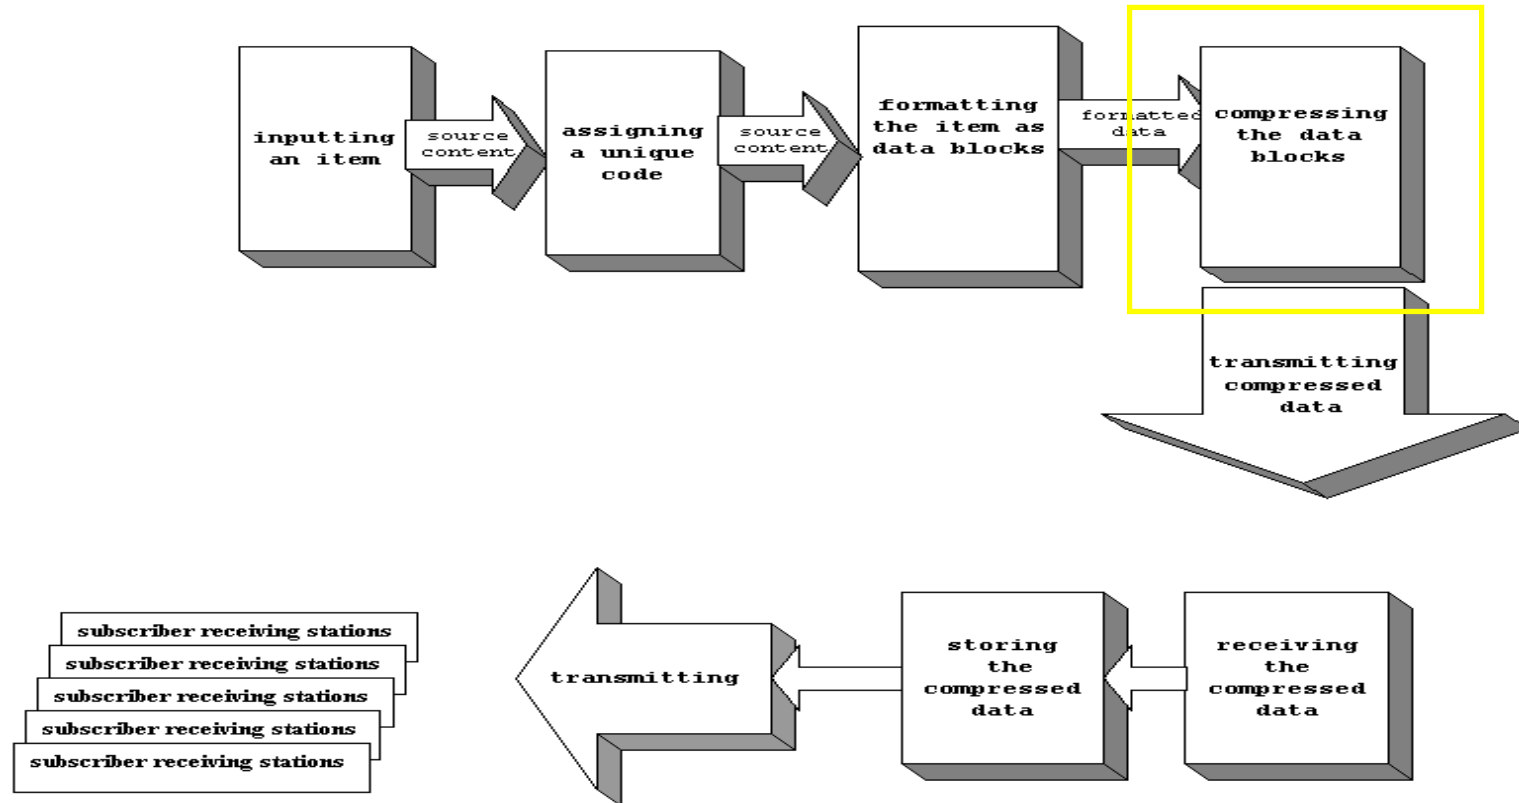 inputting
an item
source
content
assigning
a unique
code
source
content
formatting
the item as
data blocks
formatted
data
compressing
the data
blocks
transmitting
compressed
data
receiving
the
compressed
data
storing
the
compressed
data
transmitting
subscriber receiving stations
subscriber receiving stations
subscriber receiving stations
subscriber receiving stations
subscriber receiving stations